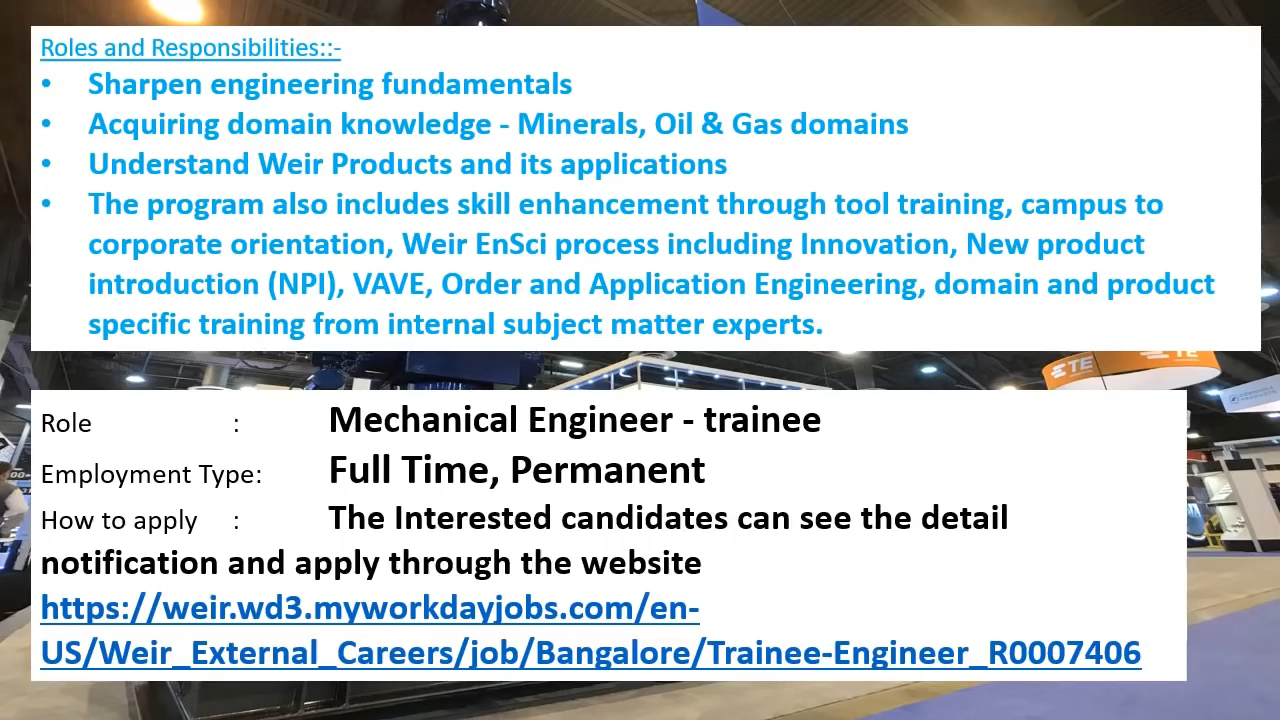 Roles and Responsibilities::-
• Sharpen engineering fundamentals
• Acquiring domain knowledge - Minerals, Oil & Gas domains
• Understand Weir Products and its applications
• The program also includes skill enhancement through tool training, campus to
corporate orientation, Weir EnSci process including Innovation, New product
introduction (NPI), VAVE, Order and Application Engineering, domain and product
specific training from internal subject matter experts.
TE
TE
Role : Mechanical Engineer - trainee
Employment Type: Full Time, Permanent
How to apply : The Interested candidates can see the detail
notification and apply through the website
https://weir.wd3.myworkdayjobs.com/en-
US/Weir_External_Careers/job/Bangalore/Trainee-Engineer_R0007406